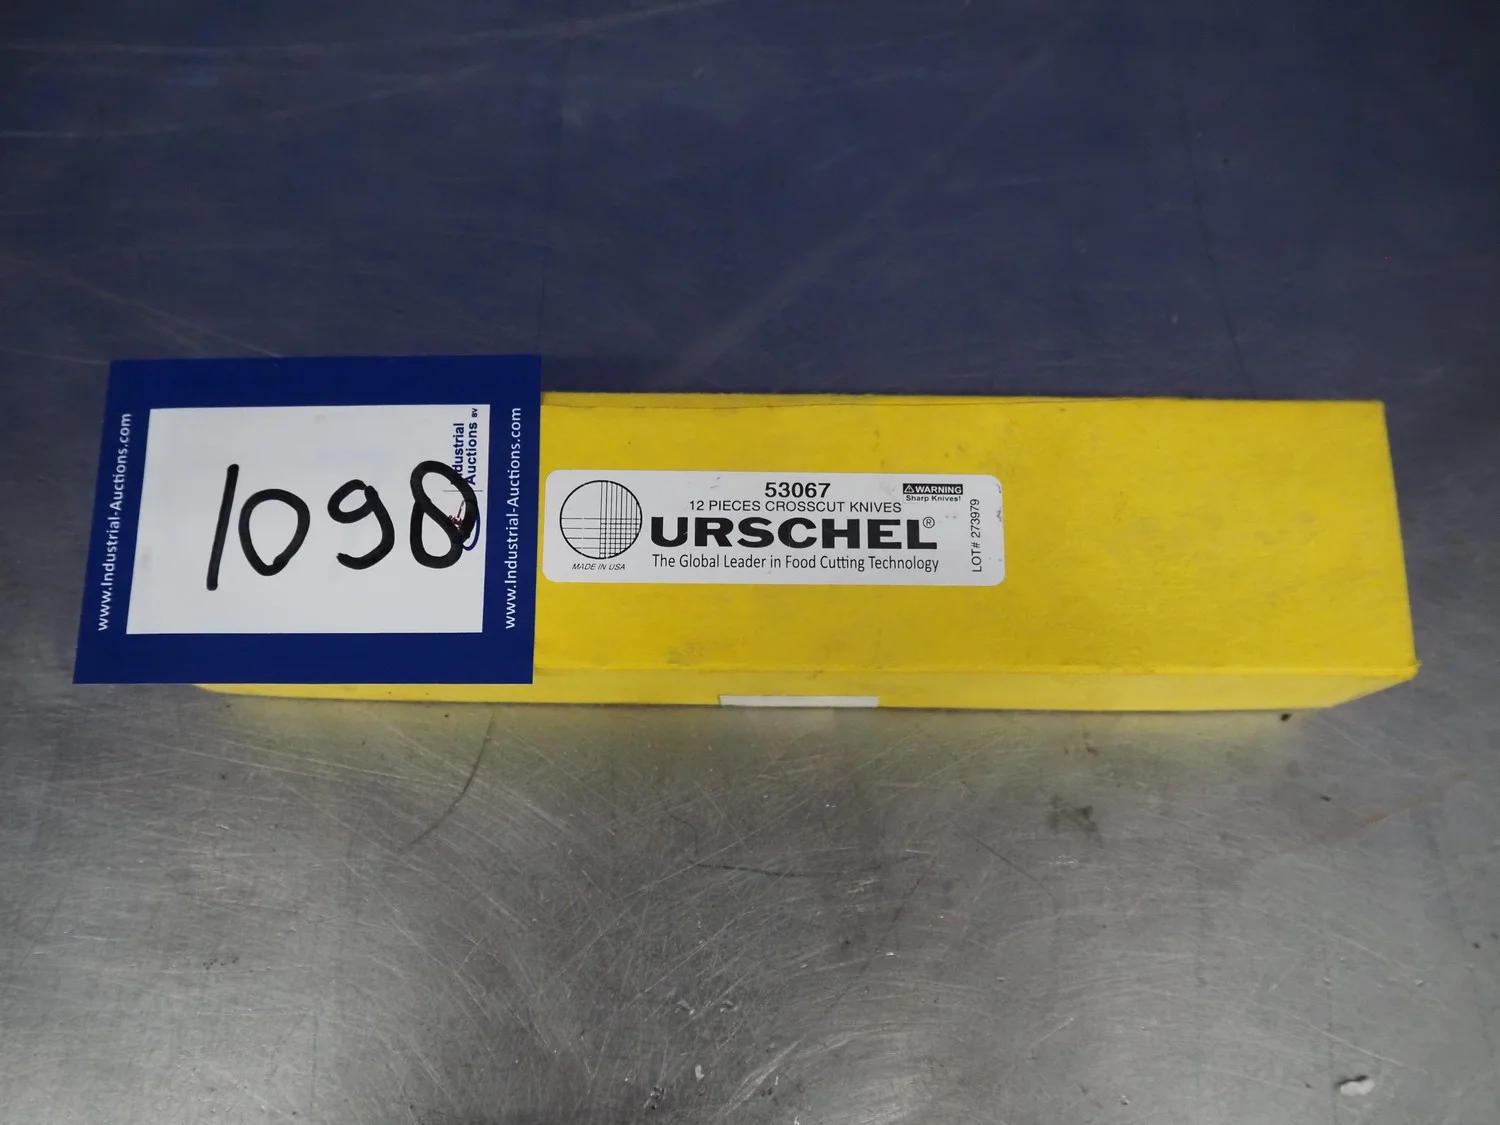 www.Industrial-Auctions.com
1098
Industrial
Auctions BV
www.Industrial-Auctions.com
53067
12 PIECES CROSSCUT KNIVES
WARNING
Sharp Knives!
URSCHEL®
The Global Leader in Food Cutting Technology
MADE IN USA
LOT# 273979